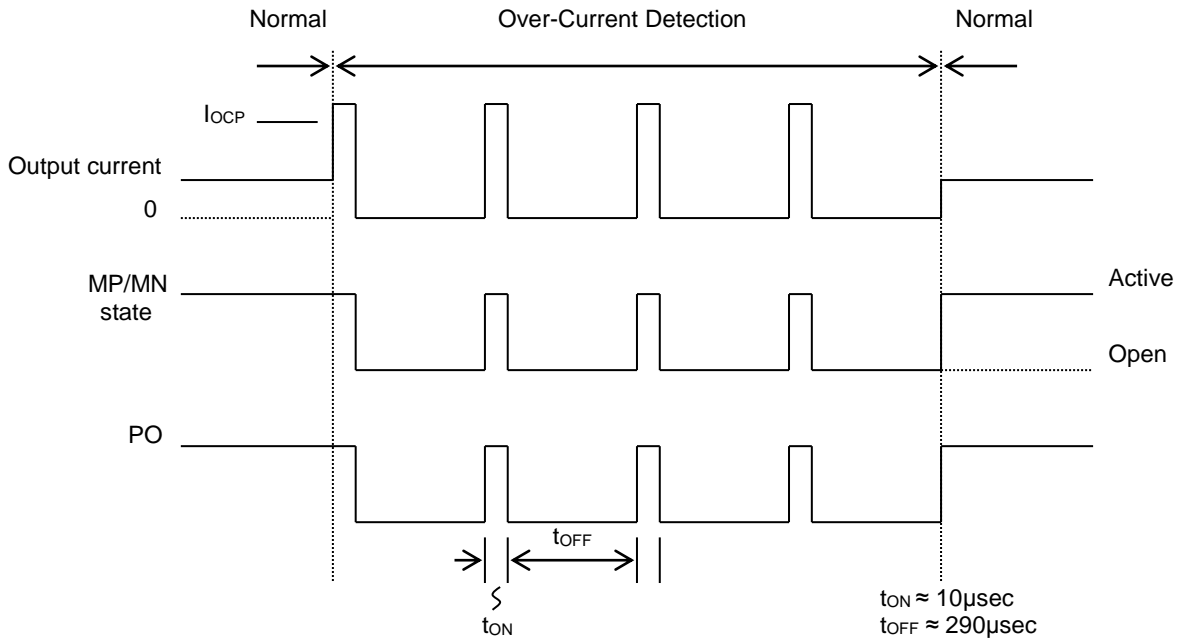 Normal
Over-Current Detection
Normal
IOCP
Output current
0
MP/MN
state
Active
Open
PO
tOFF
tON
tON ≈ 10μsec
tOFF ≈ 290μsec